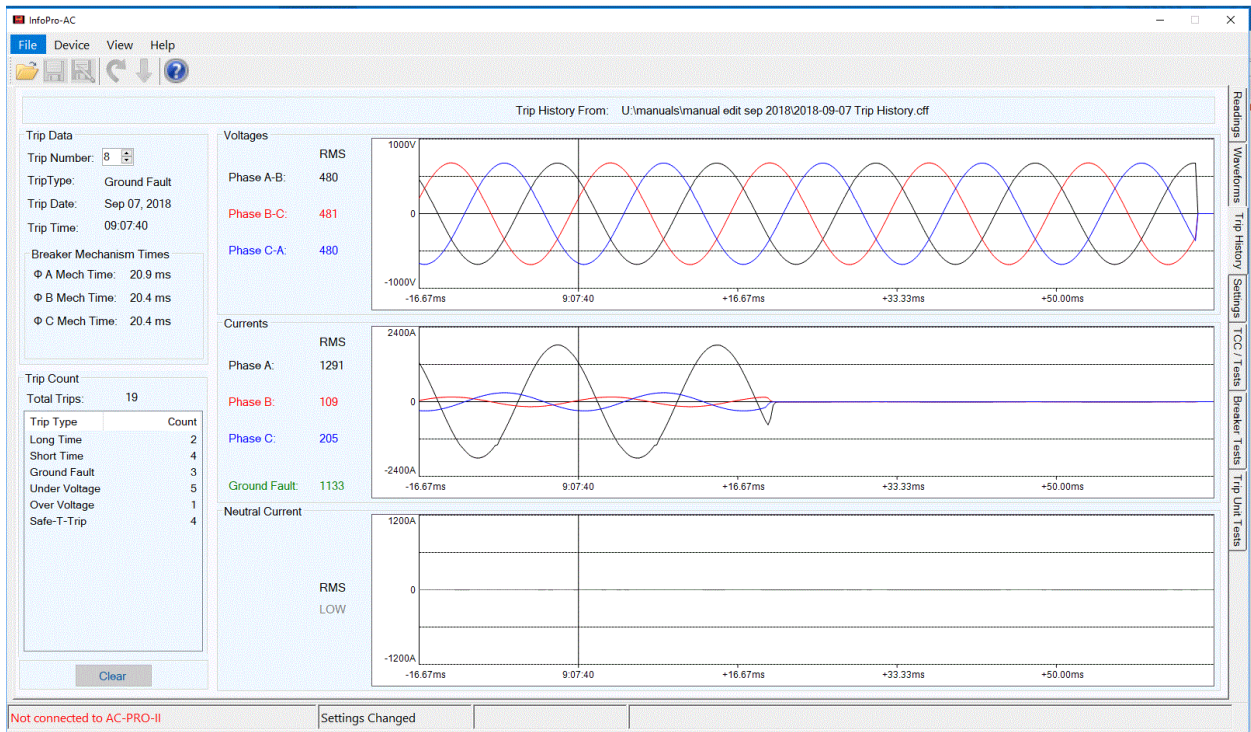 InfoPro-AC
File Device View Help
Trip History From: U:\manuals\manual edit sep 2018\2018-09-07 Trip History.cff
Trip Data
Trip Number: 8
TripType: Ground Fault
Trip Date: Sep 07, 2018
Trip Time: 09:07:40
Breaker Mechanism Times
Φ A Mech Time: 20.9 ms
Φ B Mech Time: 20.4 ms
Φ C Mech Time: 20.4 ms
Trip Count
Total Trips: 19
Trip Type Count
Long Time 2
Short Time 4
Ground Fault 3
Under Voltage 5
Over Voltage 1
Safe-T-Trip 4
Clear
Voltages
RMS
Phase A-B: 480
Phase B-C: 481
Phase C-A: 480
1000V
0
-1000V
-16.67ms 9:07:40 +16.67ms +33.33ms +50.00ms
Currents
RMS
Phase A: 1291
Phase B: 109
Phase C: 205
Ground Fault: 1133
2400A
0
-2400A
-16.67ms 9:07:40 +16.67ms +33.33ms +50.00ms
Neutral Current
RMS
LOW
1200A
0
-1200A
-16.67ms 9:07:40 +16.67ms +33.33ms +50.00ms
Readings
Waveforms
Trip History
Settings
TCC / Tests
Breaker Tests
Trip Unit Tests
Not connected to AC-PRO-II
Settings Changed